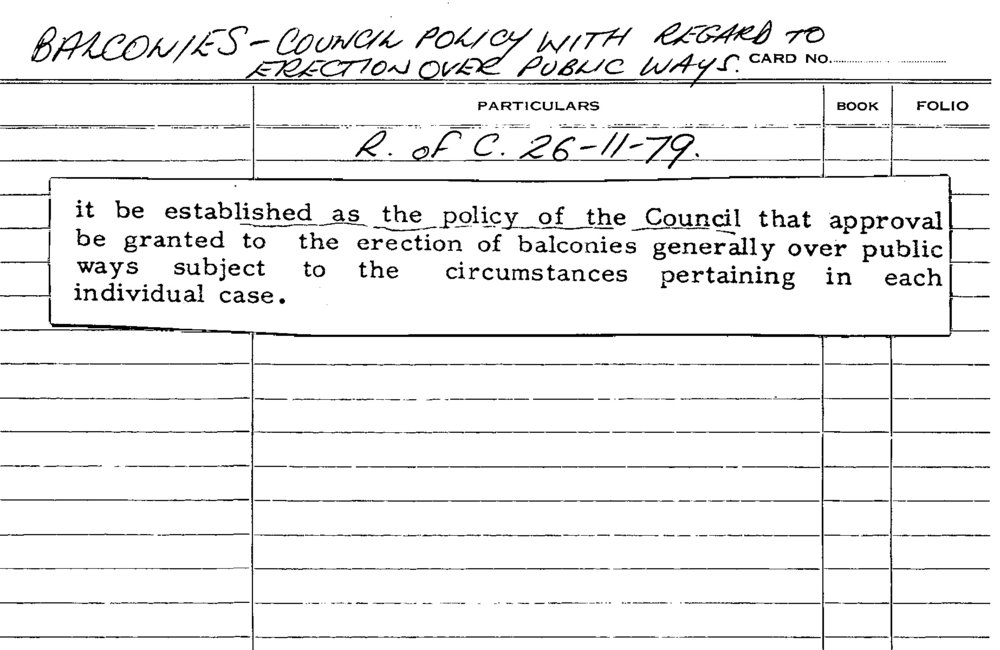 BALCONIES - COUNCIL POLICY WITH REGARD TO
ERECTION OVER PUBLIC WAYS. CARD NO.
PARTICULARS BOOK FOLIO
R. of C. 26-11-79.
it be established as the policy of the Council that approval
be granted to the erection of balconies generally over public
ways subject to the circumstances pertaining in each
individual case.